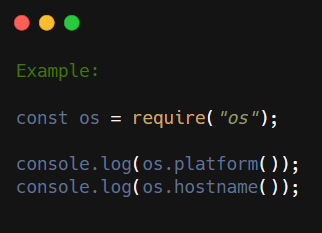 Example:
const os = require("os");
console.log(os.platform());
console.log(os.hostname());